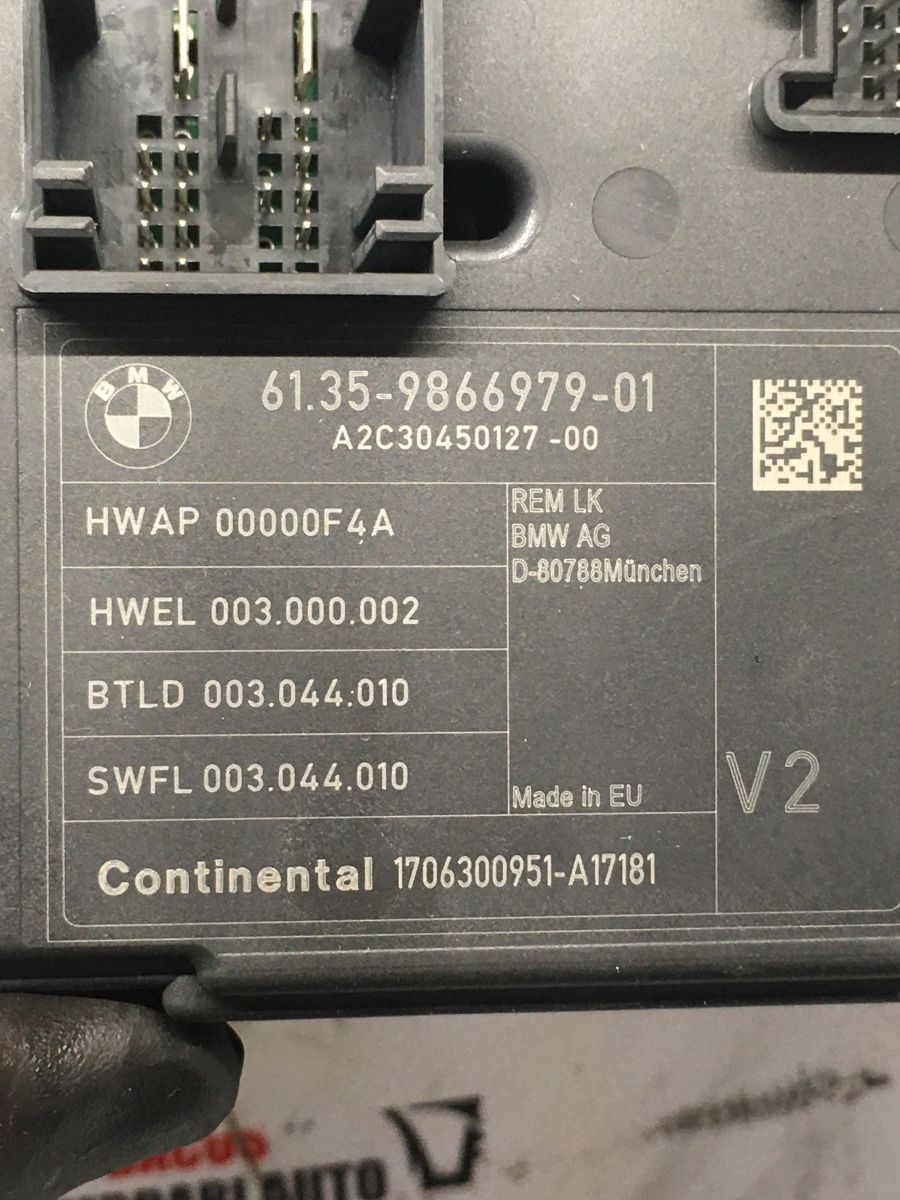 BMW
61.35-9866979-01
A2C30450127 -00
HWAP 00000F4A
HWEL 003.000.002
BTLD 003.044.010
SWFL 003.044.010
REM LK
BMW AG
D-80788München
Made in EU
V2
Continental 1706300951-A17181